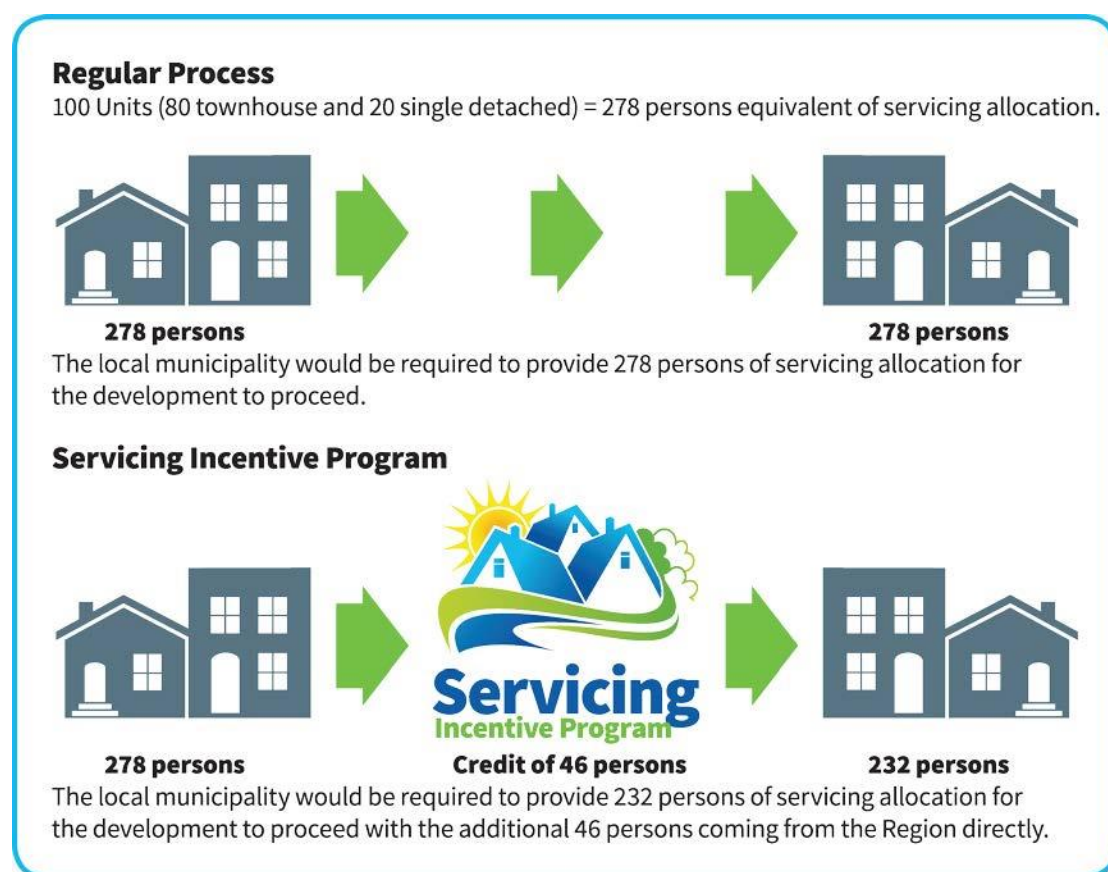 Regular Process
100 Units (80 townhouse and 20 single detached) = 278 persons equivalent of servicing allocation.
278 persons
278 persons
The local municipality would be required to provide 278 persons of servicing allocation for
the development to proceed.
Servicing Incentive Program
Servicing
Incentive Program
278 persons
Credit of 46 persons
232 persons
The local municipality would be required to provide 232 persons of servicing allocation for
the development to proceed with the additional 46 persons coming from the Region directly.